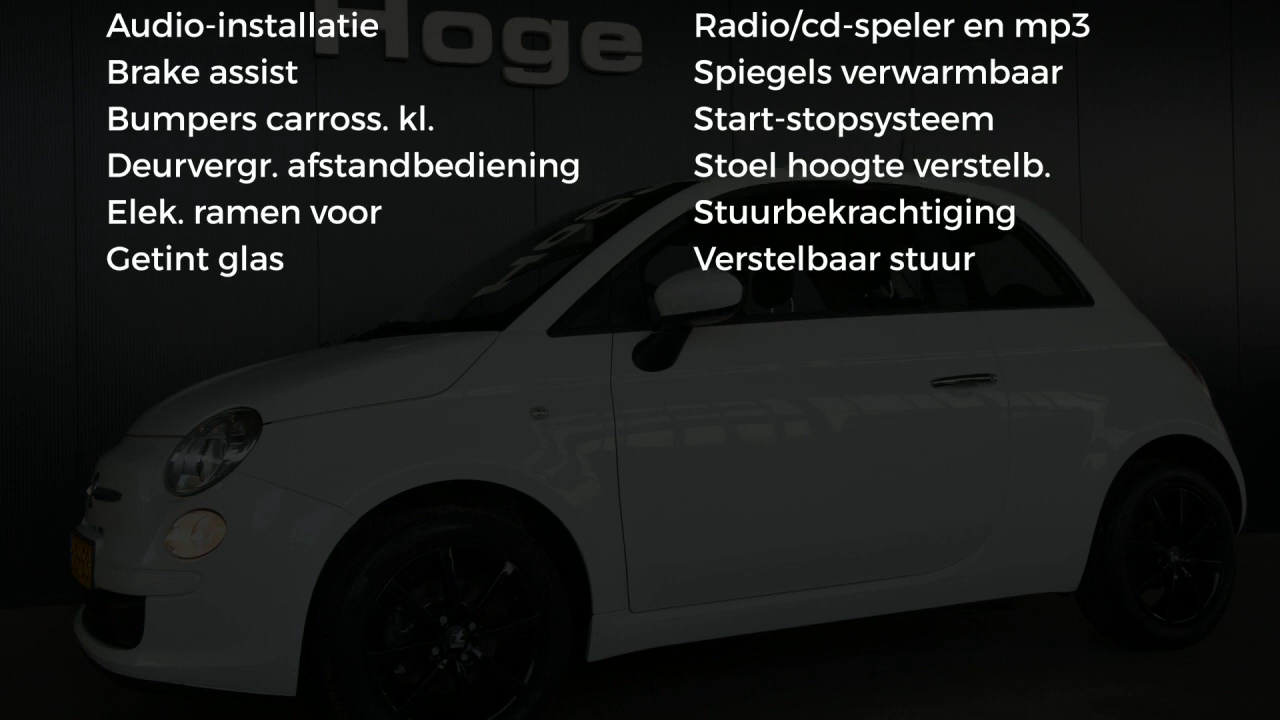 Hoge
Audio-installatie
Brake assist
Bumpers carross. kl.
Deurvergr. afstandbediening
Elek. ramen voor
Getint glas
Radio/cd-speler en mp3
Spiegels verwarmbaar
Start-stopsysteem
Stoel hoogte verstelb.
Stuurbekrachtiging
Verstelbaar stuur